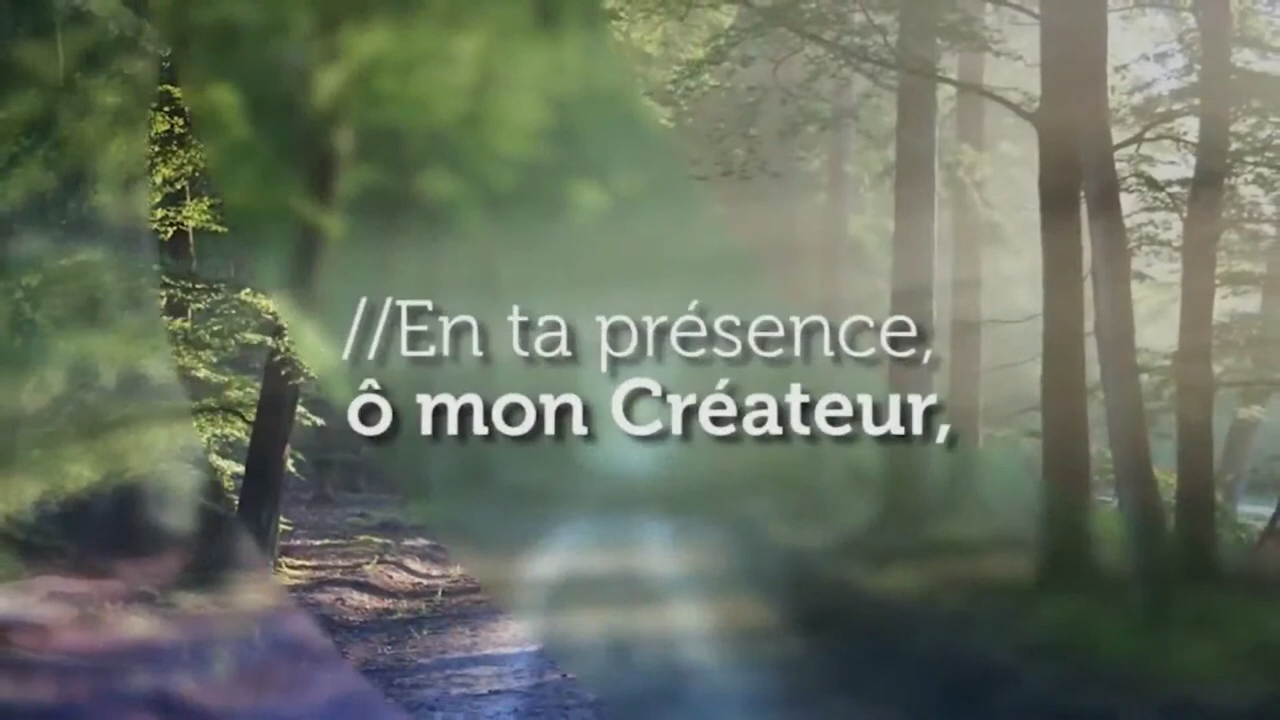 //En ta présence,
ô mon Créateur,